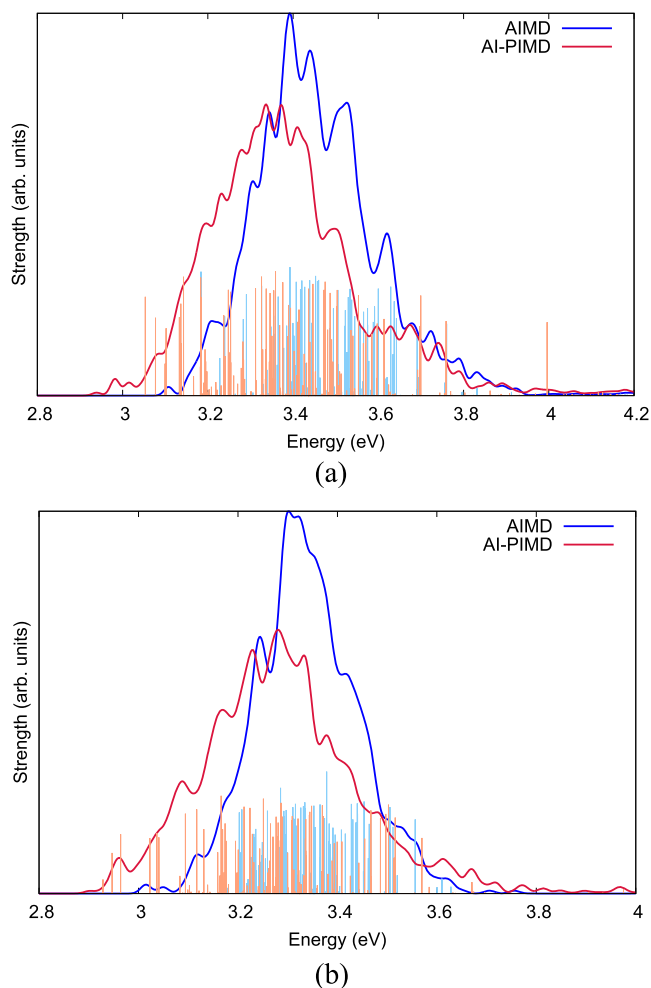 AIMD
AI-PIMD
Strength (arb. units)
2.8 3 3.2 3.4 3.6 3.8 4 4.2
Energy (eV)
(a)
AIMD
AI-PIMD
Strength (arb. units)
2.8 3 3.2 3.4 3.6 3.8 4
Energy (eV)
(b)